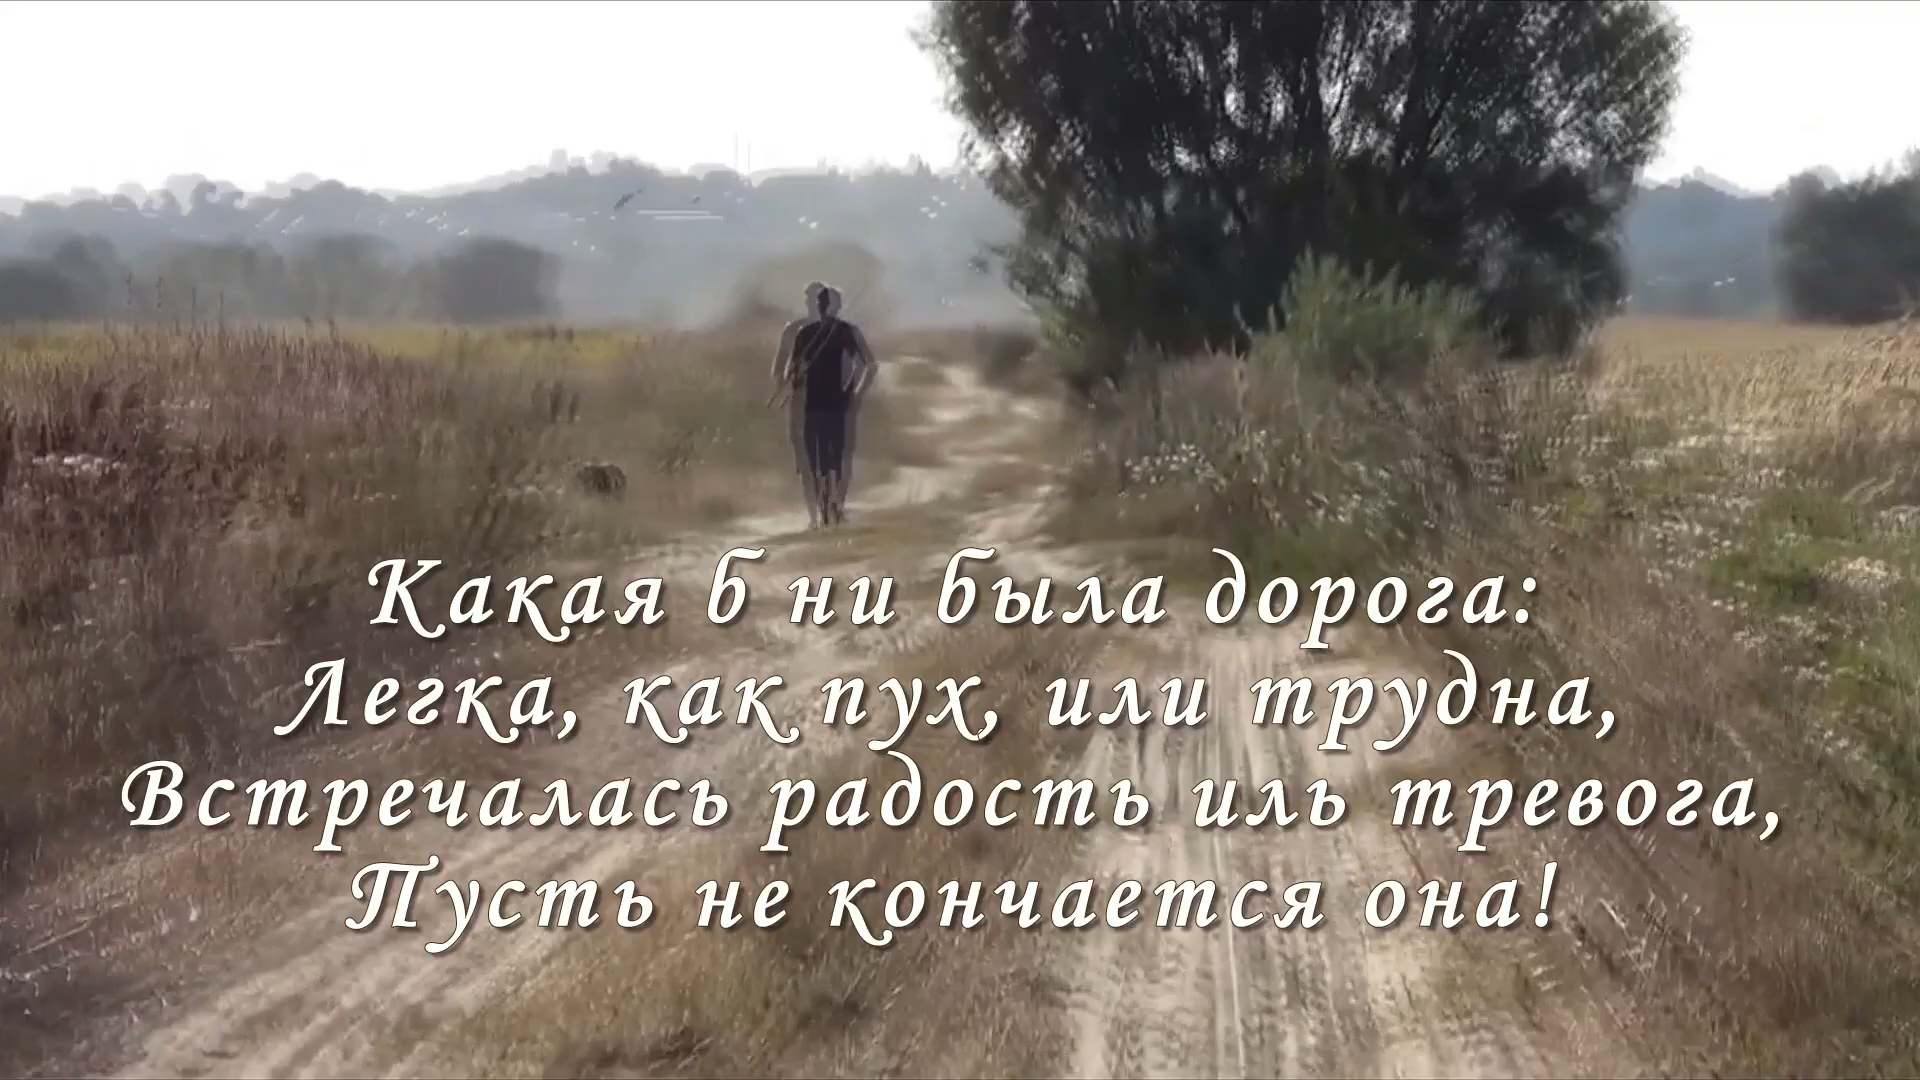 Какая б ни была дорога:
Легка, как пух, или трудна,
Встречалась радость иль тревога,
Пусть не кончается она!